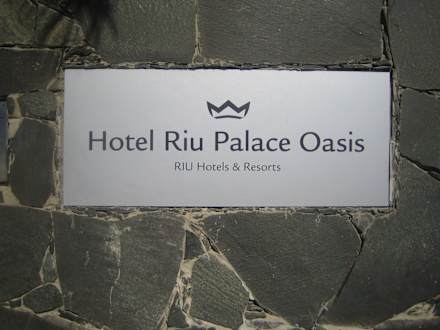 Hotel Riu Palace Oasis
RIU Hotels & Resorts